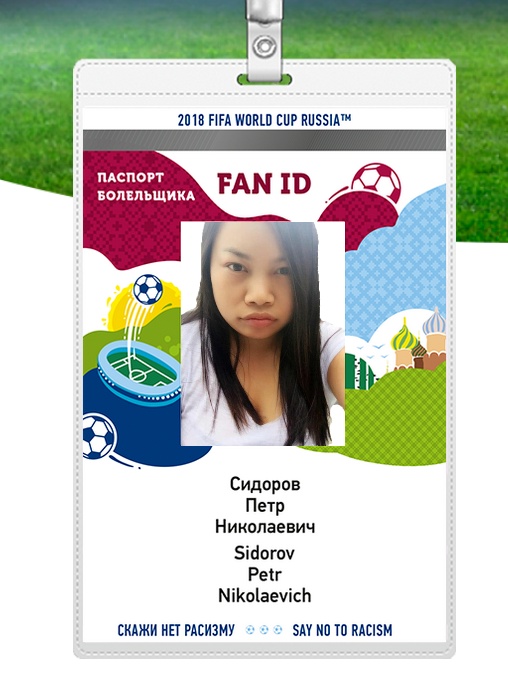 2018 FIFA WORLD CUP RUSSIA™
ПАСПОРТ
БОЛЕЛЬЩИКА
FAN ID
Сидоров
Петр
Николаевич
Sidorov
Petr
Nikolaevich
СКАЖИ НЕТ РАСИЗМУ SAY NO TO RACISM